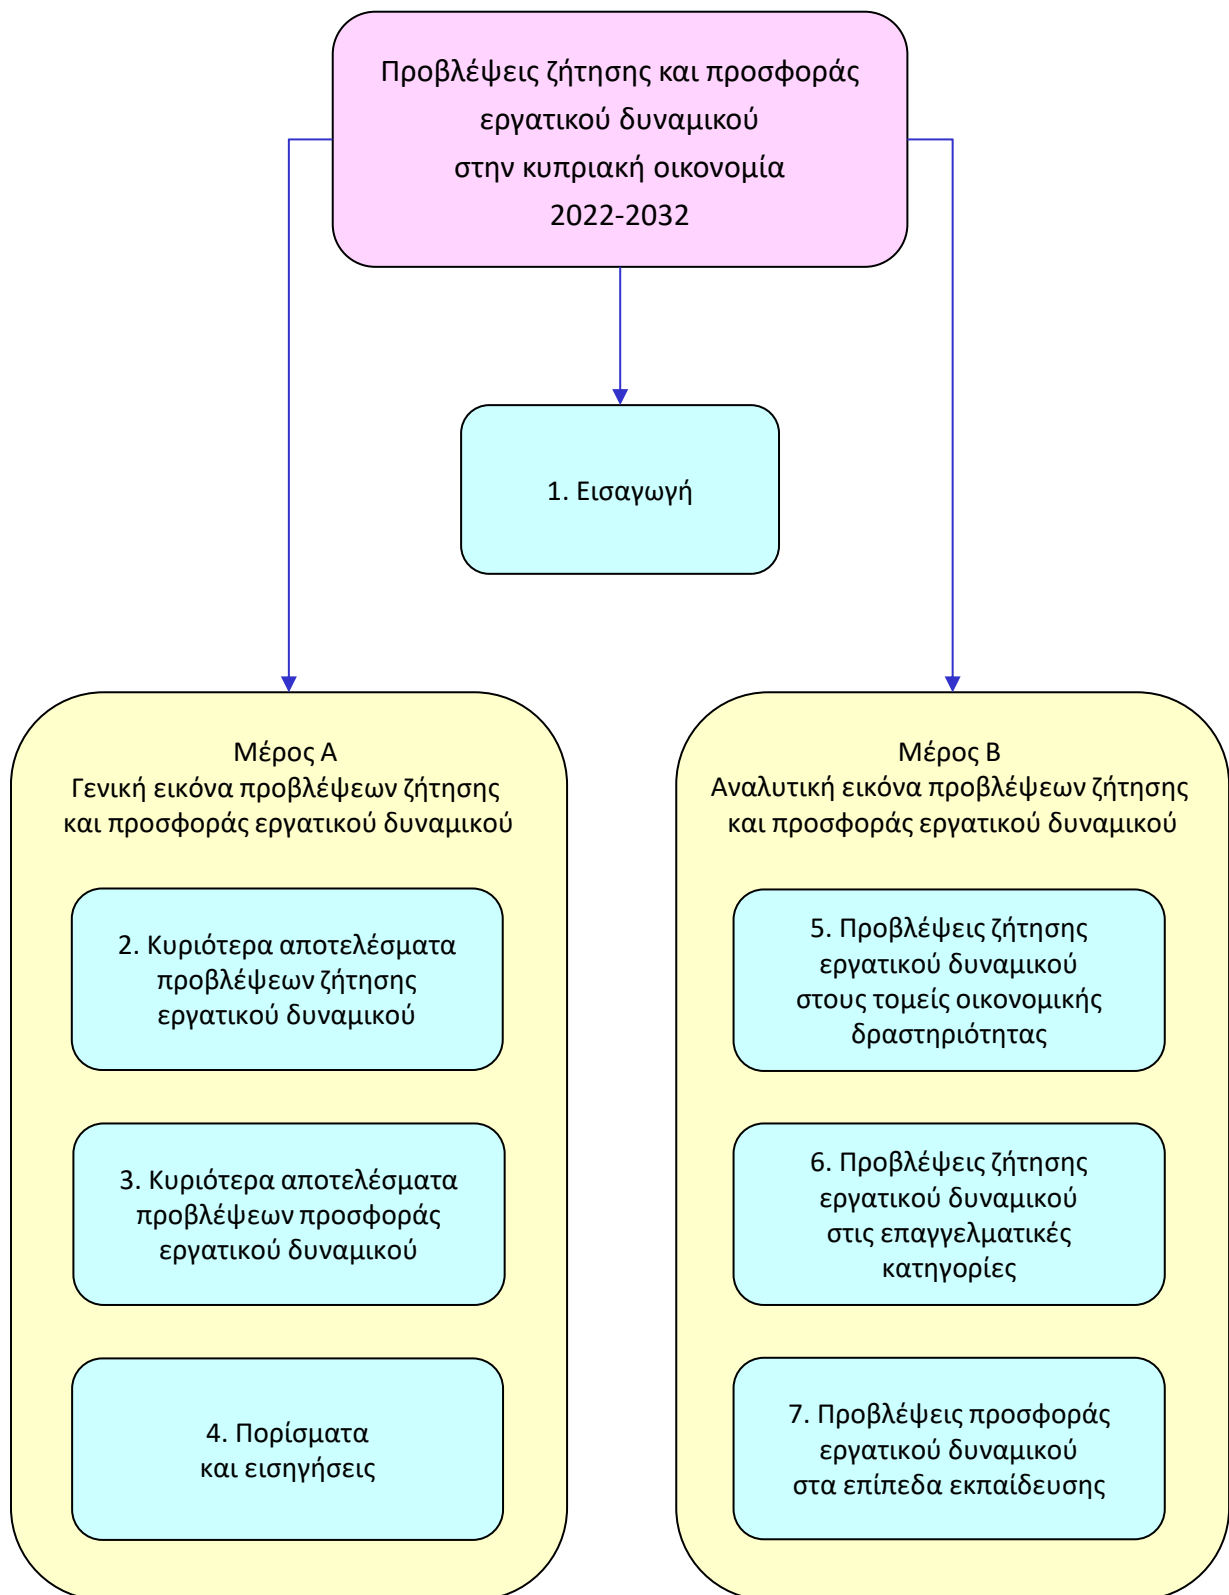 Προβλέψεις ζήτησης και προσφοράς
εργατικού δυναμικού
στην κυπριακή οικονομία
2022-2032
1. Εισαγωγή
Μέρος Α
Γενική εικόνα προβλέψεων ζήτησης
και προσφοράς εργατικού δυναμικού
2. Κυριότερα αποτελέσματα
προβλέψεων ζήτησης
εργατικού δυναμικού
3. Κυριότερα αποτελέσματα
προβλέψεων προσφοράς
εργατικού δυναμικού
4. Πορίσματα
και εισηγήσεις
Μέρος Β
Αναλυτική εικόνα προβλέψεων ζήτησης
και προσφοράς εργατικού δυναμικού
5. Προβλέψεις ζήτησης
εργατικού δυναμικού
στους τομείς οικονομικής
δραστηριότητας
6. Προβλέψεις ζήτησης
εργατικού δυναμικού
στις επαγγελματικές
κατηγορίες
7. Προβλέψεις προσφοράς
εργατικού δυναμικού
στα επίπεδα εκπαίδευσης